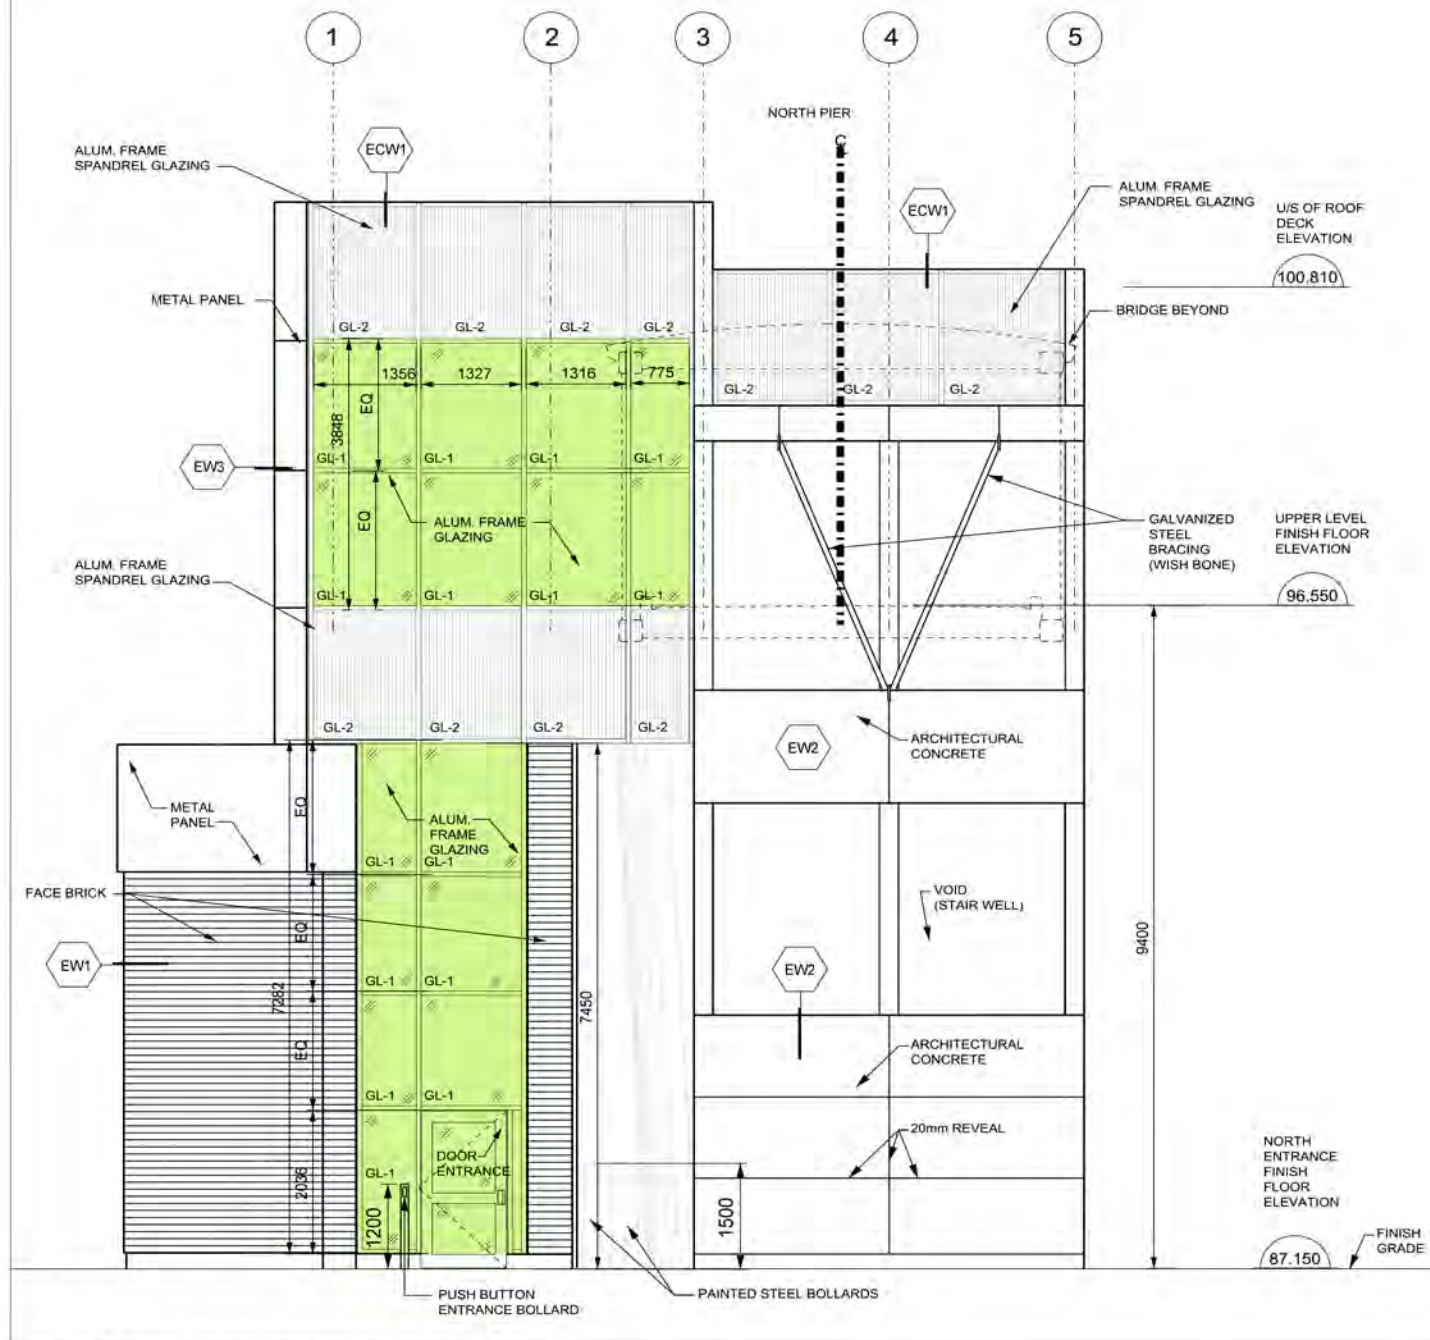 1
2
3
4
5
NORTH PIER
ALUM. FRAME
SPANDREL GLAZING
ECW1
ECW1
ALUM. FRAME
SPANDREL GLAZING
U/S OF ROOF
DECK
ELEVATION
100.810
METAL PANEL
BRIDGE BEYOND
GL-2
GL-2
GL-2
GL-2
1356
1327
1316
775
GL-2
GL-2
GL-2
EQ
3848
EW3
GL-1
GL-1
GL-1
GL-1
EQ
ALUM. FRAME
GLAZING
GALVANIZED
STEEL
BRACING
(WISH BONE)
UPPER LEVEL
FINISH FLOOR
ELEVATION
96.550
ALUM. FRAME
SPANDREL GLAZING
GL-1
GL-1
GL-1
GL-1
GL-2
GL-2
GL-2
GL-2
EW2
ARCHITECTURAL
CONCRETE
METAL
PANEL
EQ
ALUM.
FRAME
GLAZING
GL-1
GL-1
FACE BRICK
VOID
(STAIR WELL)
EQ
9400
EW1
EW2
GL-1
GL-1
7282
7450
EQ
ARCHITECTURAL
CONCRETE
GL-1
GL-1
20mm REVEAL
DOOR
ENTRANCE
GL-1
2036
1200
1500
NORTH
ENTRANCE
FINISH
FLOOR
ELEVATION
87.150
FINISH
GRADE
PUSH BUTTON
ENTRANCE BOLLARD
PAINTED STEEL BOLLARDS